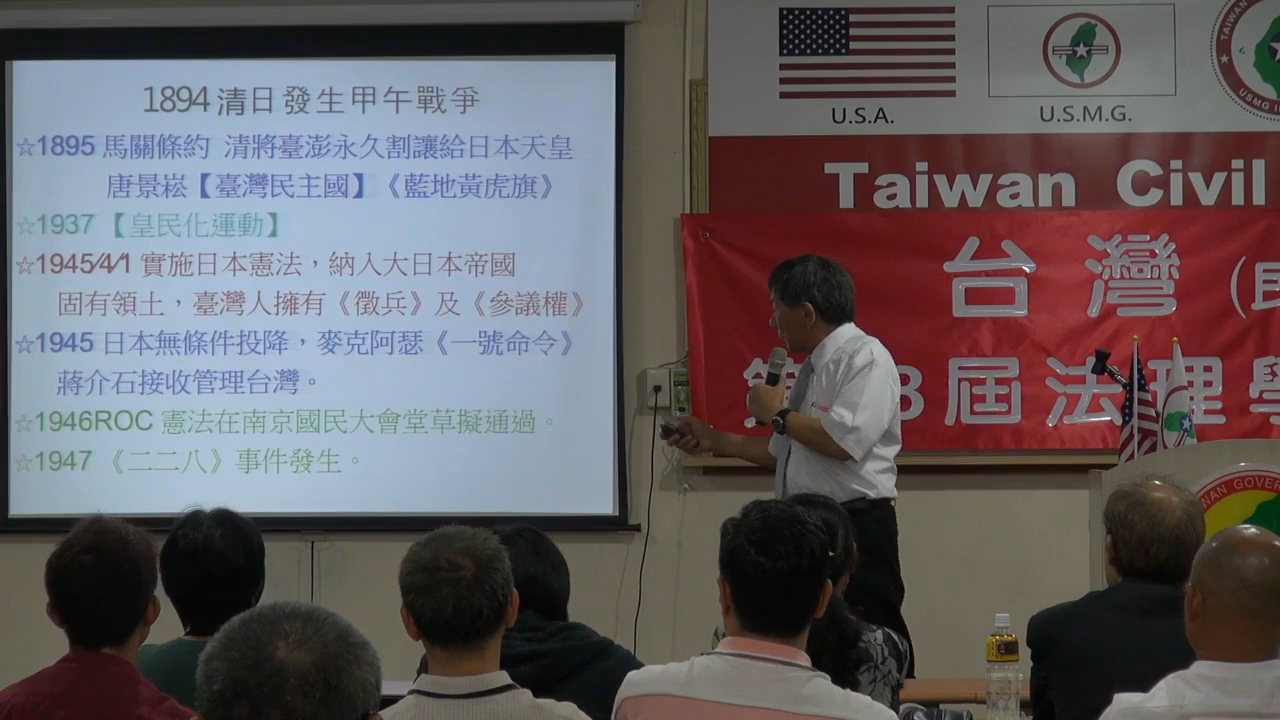 1894 清日發生甲午戰爭
☆1895 馬關條約 清將臺澎永久割讓給日本天皇
唐景崧【臺灣民主國】《藍地黃虎旗》
☆1937 【皇民化運動】
☆1945/4/1 實施日本憲法，納入大日本帝國
固有領土，臺灣人擁有《徵兵》及《參議權》
☆1945 日本無條件投降，麥克阿瑟《一號命令》
蔣介石接收管理台灣。
☆1946ROC 憲法在南京國民大會堂草擬通過。
☆1947 《二二八》事件發生。
U.S.A.
U.S.M.G.
TAIWAN
USMG
Taiwan Civil
台灣（民
第 3屆法理學
GOVER